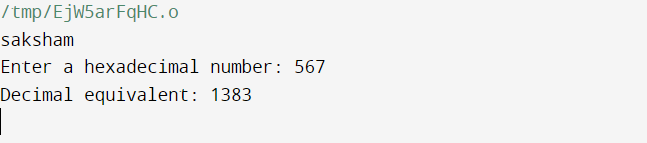 /tmp/EjW5arFqHC.o
saksham
Enter a hexadecimal number: 567
Decimal equivalent: 1383